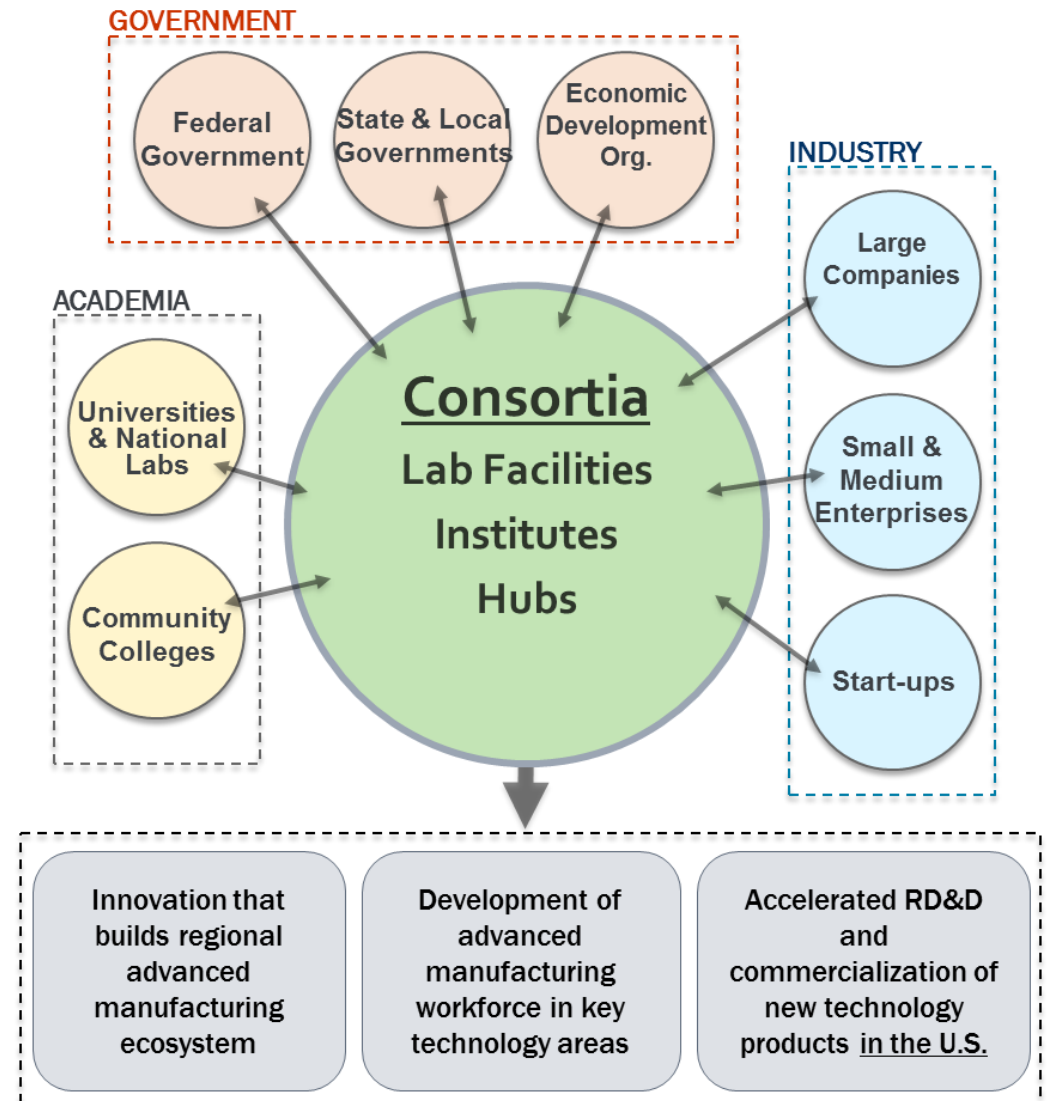 GOVERNMENT
Federal
Government
State & Local
Governments
Economic
Development
Org.
INDUSTRY
Large
Companies
Small &
Medium
Enterprises
Start-ups
ACADEMIA
Universities
& National
Labs
Community
Colleges
Consortia
Lab Facilities
Institutes
Hubs
Innovation that
builds regional
advanced
manufacturing
ecosystem
Development of
advanced
manufacturing
workforce in key
technology areas
Accelerated RD&D
and
commercialization of
new technology
products in the U.S.